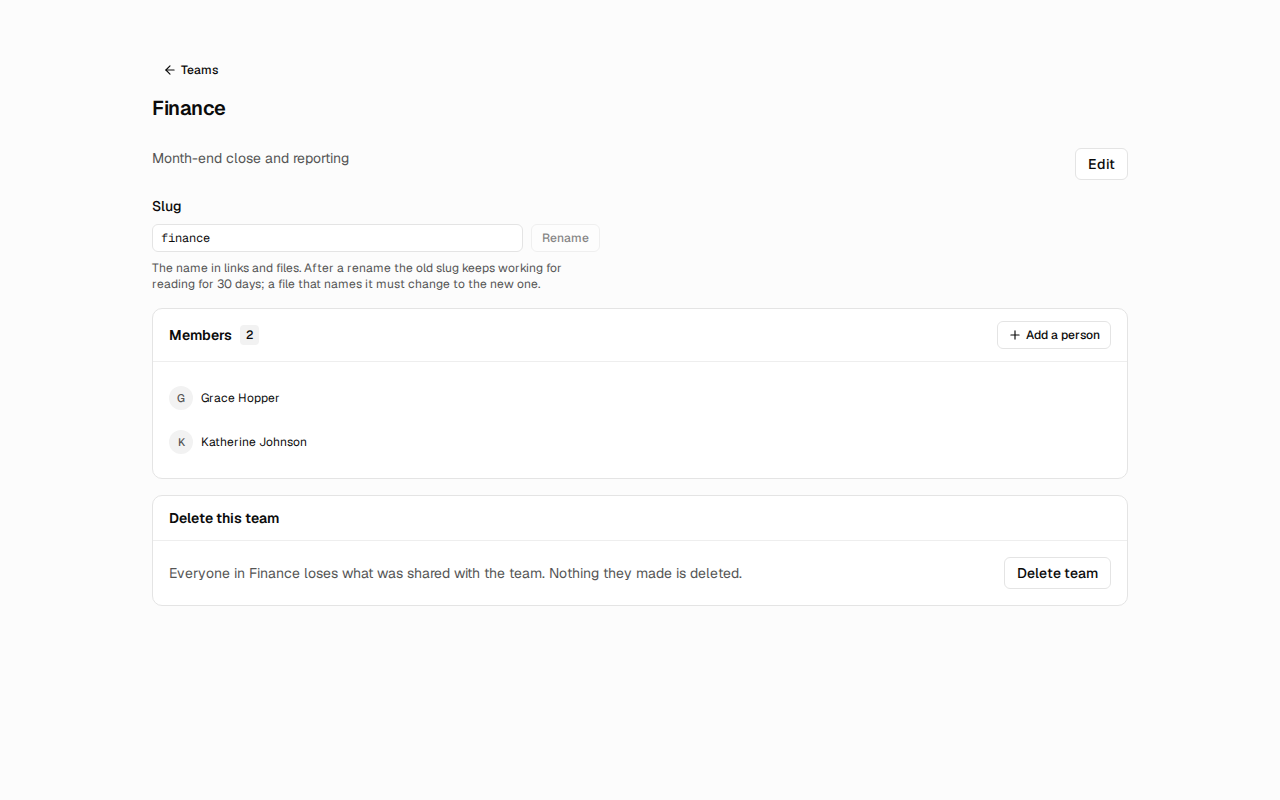 Teams
Finance
Month-end close and reporting
Edit
Slug
finance
Rename
The name in links and files. After a rename the old slug keeps working for
reading for 30 days; a file that names it must change to the new one.
Members 2
Add a person
G Grace Hopper
K Katherine Johnson
Delete this team
Everyone in Finance loses what was shared with the team. Nothing they made is deleted.
Delete team